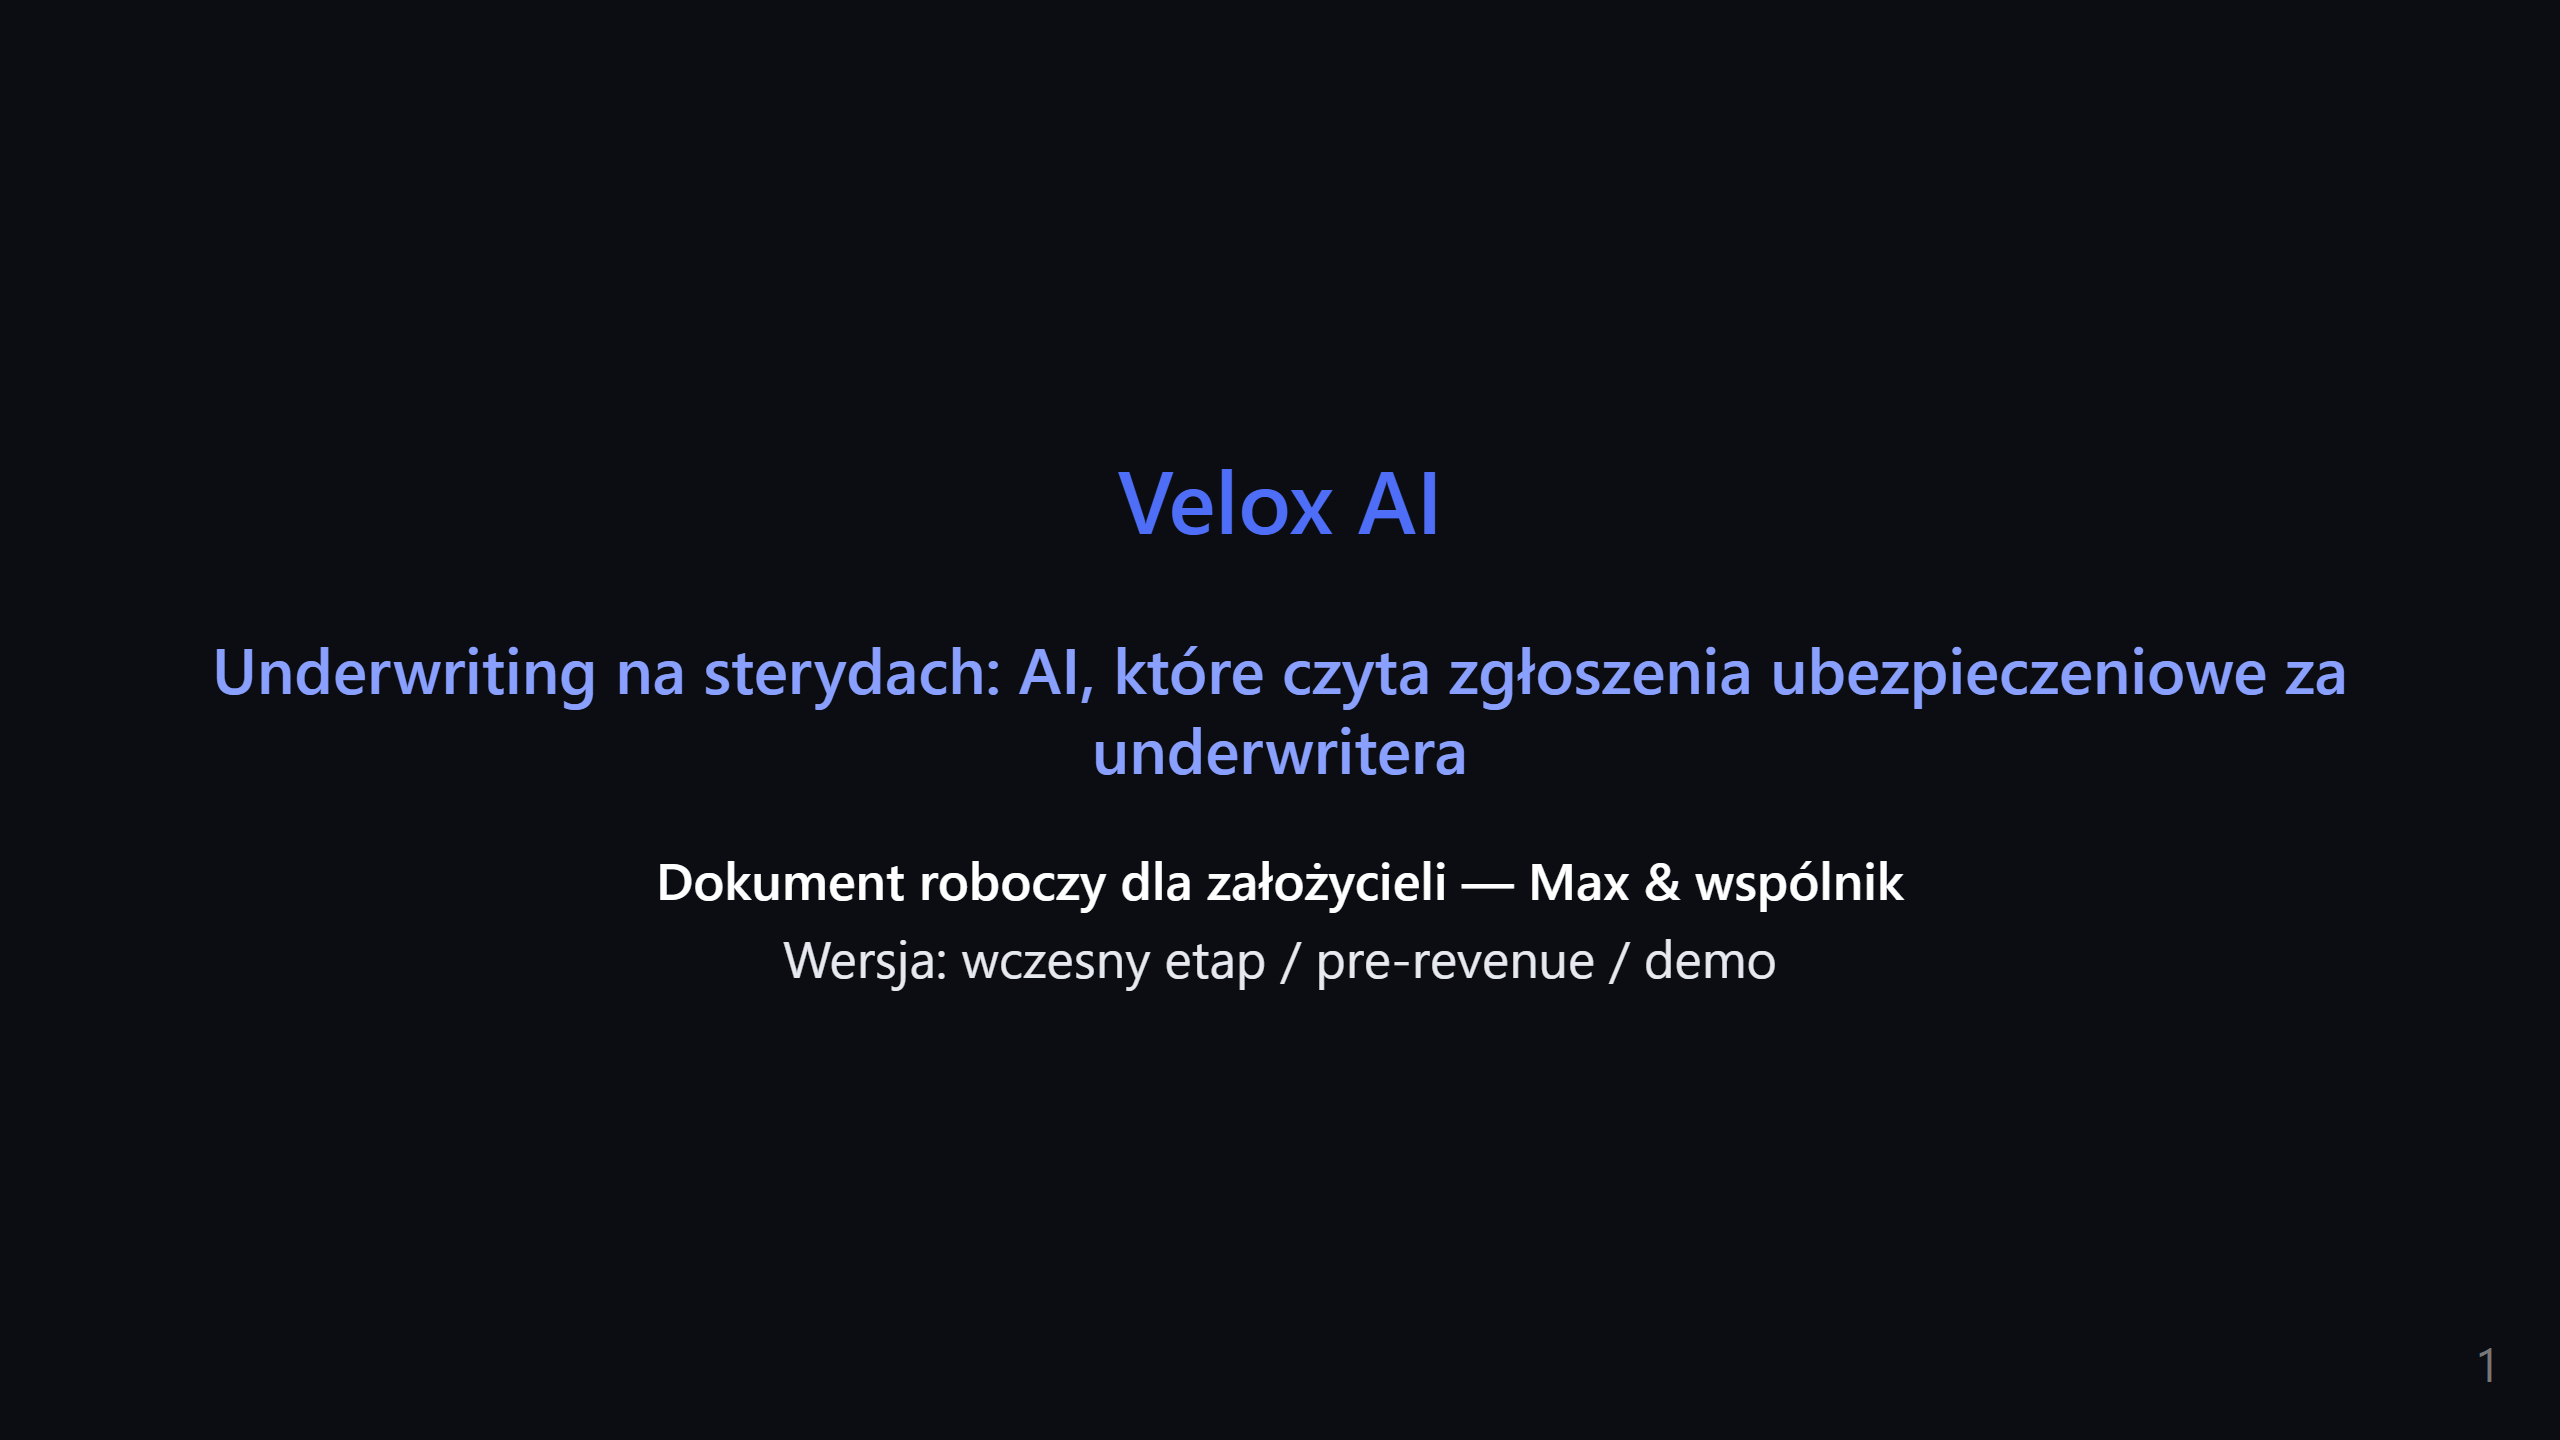 Velox AI
Underwriting na sterydach: AI, które czyta zgłoszenia ubezpieczeniowe za
underwritera
Dokument roboczy dla założycieli — Max & wspólnik
Wersja: wczesny etap / pre-revenue / demo
1